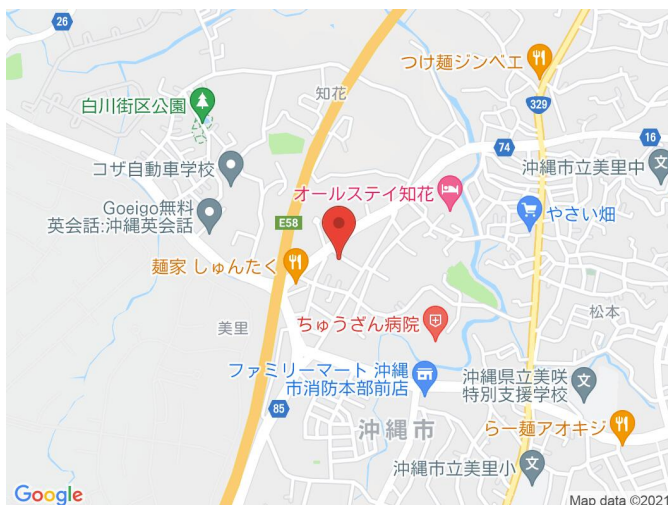 26
つけ麺ジンベエ
白川街区公園
知花
329
74
16
コザ自動車学校
沖縄市立美里中
オールステイ知花
Goeigo無料
英会話:沖縄英会話
やさい畑
E58
麺家 しゅんたく
松本
美里
ちゅうざん病院
ファミリーマート 沖縄
市消防本部前店
沖縄県立美咲
特別支援学校
85
沖縄市
らー麺アオキジ
沖縄市立美里小
Google
Map data ©2021